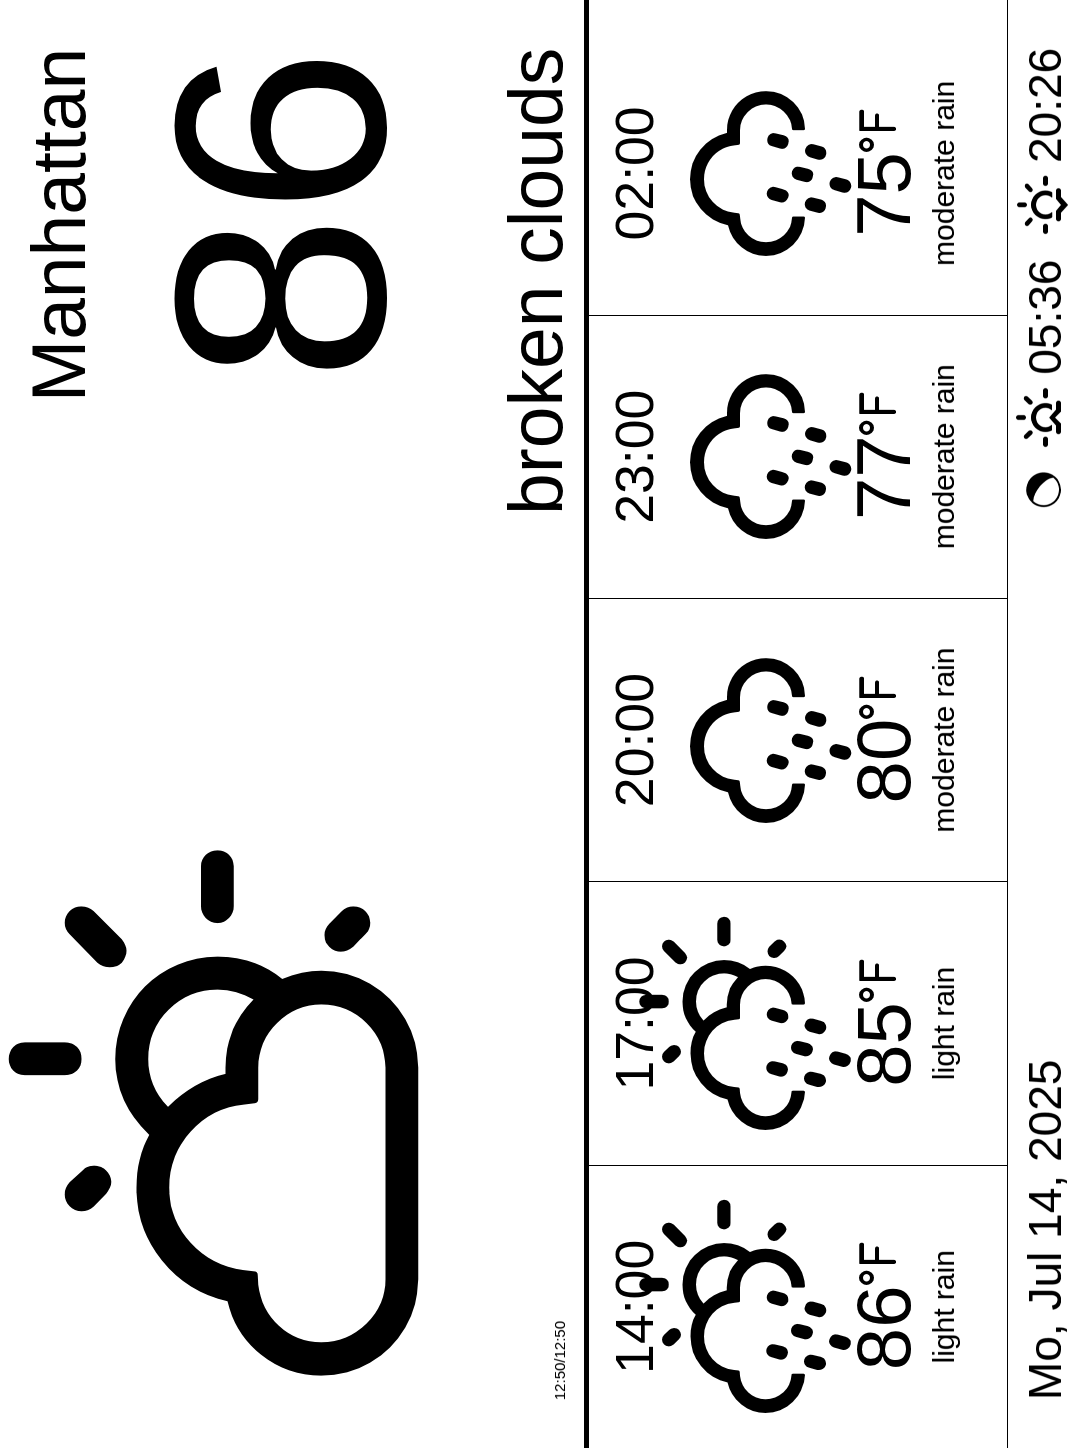 Manhattan
86
broken clouds
12:50/12:50
14:00 17:00 20:00 23:00 02:00
86°F 85°F 80°F 77°F 75°F
light rain light rain moderate rain moderate rain moderate rain
Mo, Jul 14, 2025 05:36 20:26